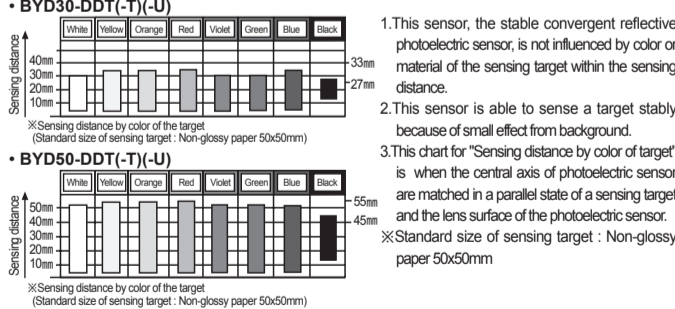 • BYD30-DDT(-T)(-U)
White Yellow Orange Red Violet Green Blue Black
Sensing distance
40mm
30mm
20mm
10mm
33mm
27mm
※Sensing distance by color of the target
(Standard size of sensing target : Non-glossy paper 50x50mm)
• BYD50-DDT(-T)(-U)
White Yellow Orange Red Violet Green Blue Black
Sensing distance
50mm
40mm
30mm
20mm
10mm
55mm
45mm
※Sensing distance by color of the target
(Standard size of sensing target : Non-glossy paper 50x50mm)
1.This sensor, the stable convergent reflective
photoelectric sensor, is not influenced by color or
material of the sensing target within the sensing
distance.
2.This sensor is able to sense a target stably
because of small effect from background.
3.This chart for "Sensing distance by color of target"
is when the central axis of photoelectric sensor
are matched in a parallel state of a sensing target
and the lens surface of the photoelectric sensor.
※Standard size of sensing target : Non-glossy
paper 50x50mm